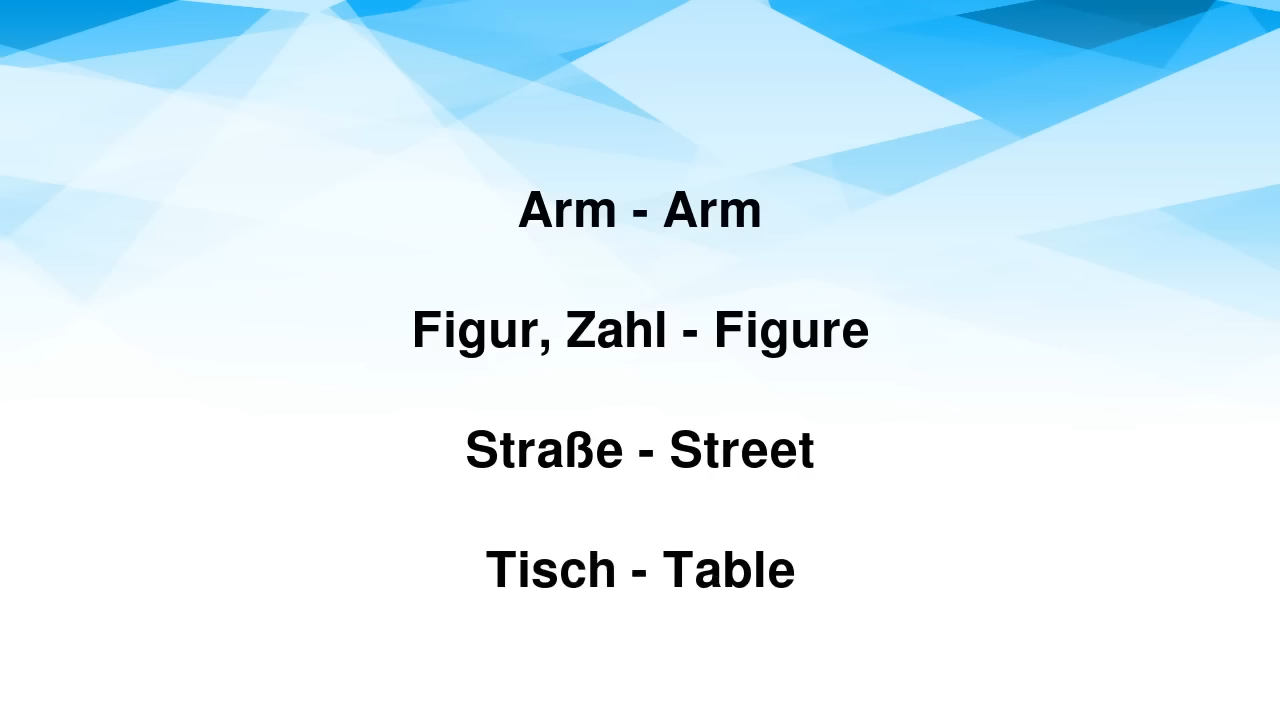 Arm - Arm
Figur, Zahl - Figure
Straße - Street
Tisch - Table